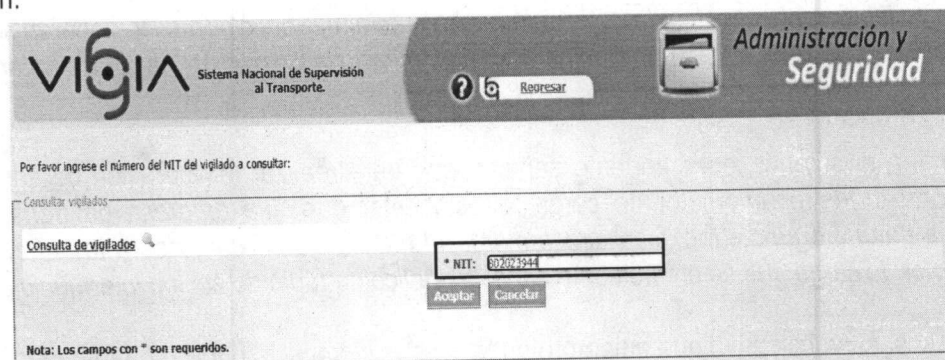 n.
VIGIA Sistema Nacional de Supervisión
al Transporte.
? Regresar
Administración y
Seguridad
Por favor ingrese el número del NIT del vigilado a consultar:
Consultar vigilados
Consulta de vigilados
* NIT: 802023944
Aceptar Cancelar
Nota: Los campos con * son requeridos.